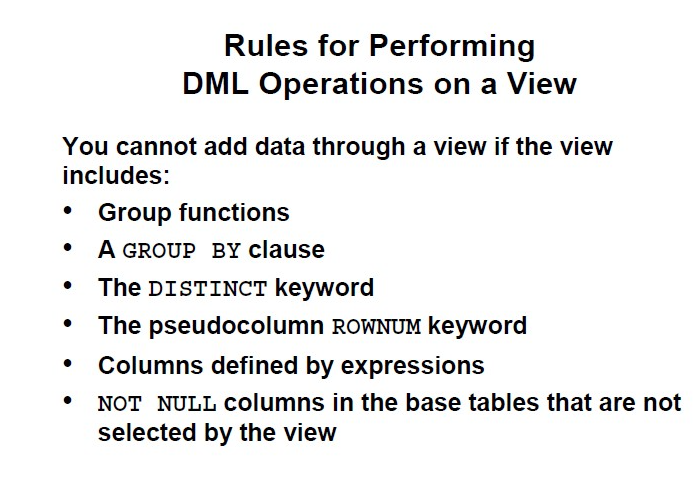 Rules for Performing
DML Operations on a View
You cannot add data through a view if the view
includes:
• Group functions
• A GROUP BY clause
• The DISTINCT keyword
• The pseudocolumn ROWNUM keyword
• Columns defined by expressions
• NOT NULL columns in the base tables that are not
selected by the view